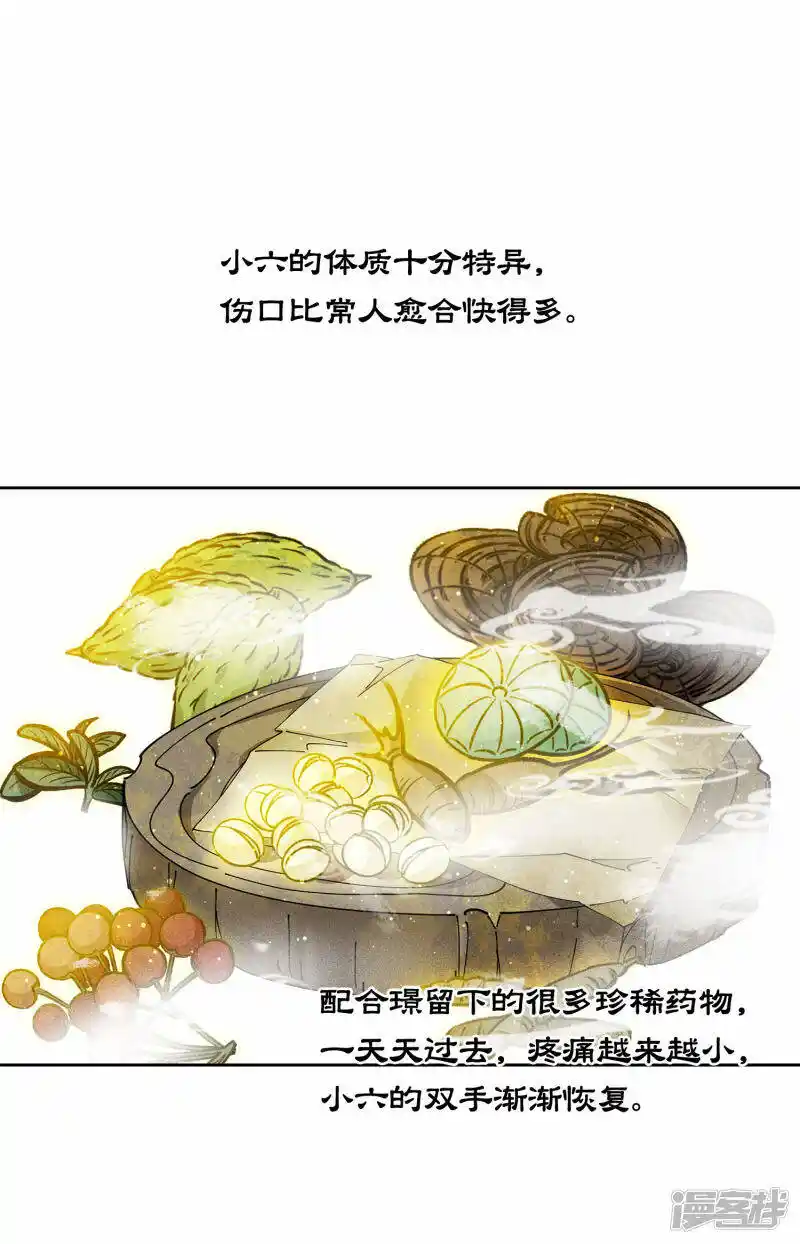 小六的体质十分特异，
伤口比常人愈合快得多。
配合璟留下的很多珍稀药物，
一天天过去，疼痛越来越小，
小六的双手渐渐恢复。
漫客栈